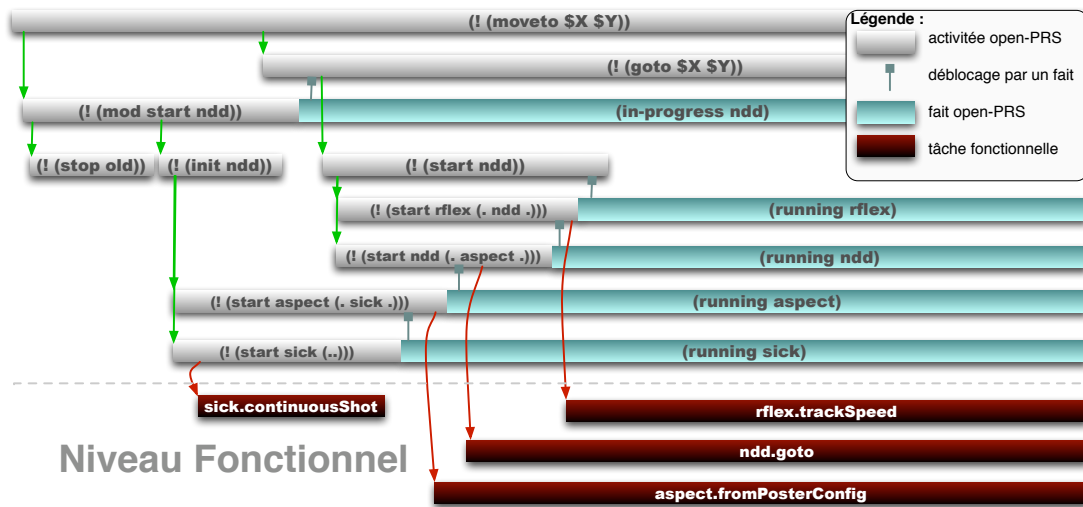 (! (moveto $X $Y))
Légende :
activitée open-PRS
(! (goto $X $Y))
déblocage par un fait
(! (mod start ndd))
(in-progress ndd)
fait open-PRS
tâche fonctionnelle
(! (stop old))
(! (init ndd))
(! (start ndd))
(! (start rflex (. ndd .)))
(running rflex)
(! (start ndd (. aspect .)))
(running ndd)
(! (start aspect (. sick .)))
(running aspect)
(! (start sick (..)))
(running sick)
sick.continuousShot
rflex.trackSpeed
Niveau Fonctionnel
ndd.goto
aspect.fromPosterConfig